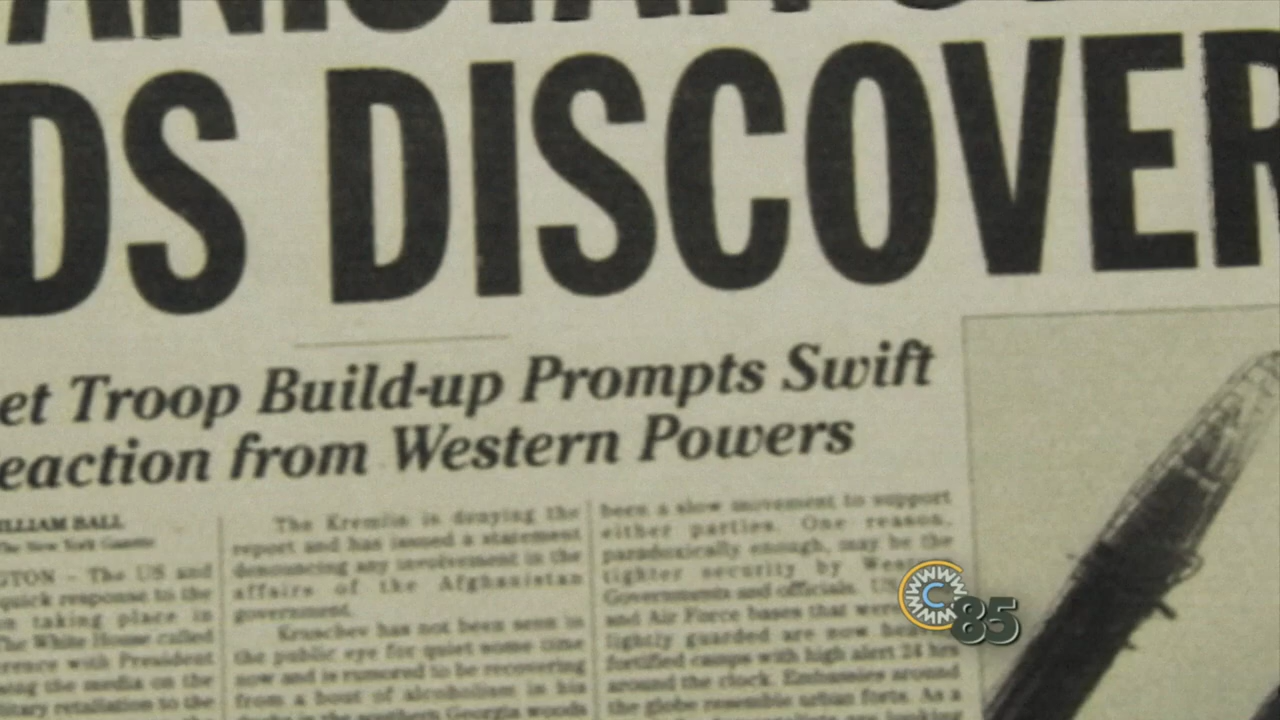 DS DISCOVER
et Troop Build-up Prompts Swift
eaction from Western Powers
ILLIAM BALL
The New York Gazette
GTON - The US and
quick response to the
taking place
The White House called
rence with President
ing the media on the
litary retaliation to the
The Kremlin is denying the
report and has issued a statement
denouncing any involvement in the
affairs of the Afghanistan
government.
has not been seen in
the public eye for quiet some time
now and is rumored to be recovering
from a bout of alcoholism in his
in the southern Georgia woods
been a slow movement to support
either parties. One reason,
paradoxically enough, may be the
tighter security by
Governments and officials.
and Air Force bases that were
lightly guarded are now
fortified camps with high alert 24 hrs
around the clock. Embassies around
the globe resemble urban forts. As a
C
85